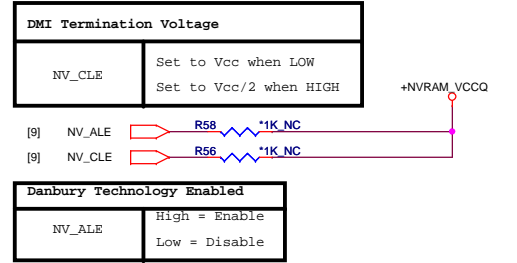 DMI Termination Voltage
NV_CLE
Set to Vcc when LOW
Set to Vcc/2 when HIGH
+NVRAM_VCCQ
[9] NV_ALE R58 *1K_NC
[9] NV_CLE R56 *1K_NC
Danbury Technology Enabled
NV_ALE
High = Enable
Low = Disable